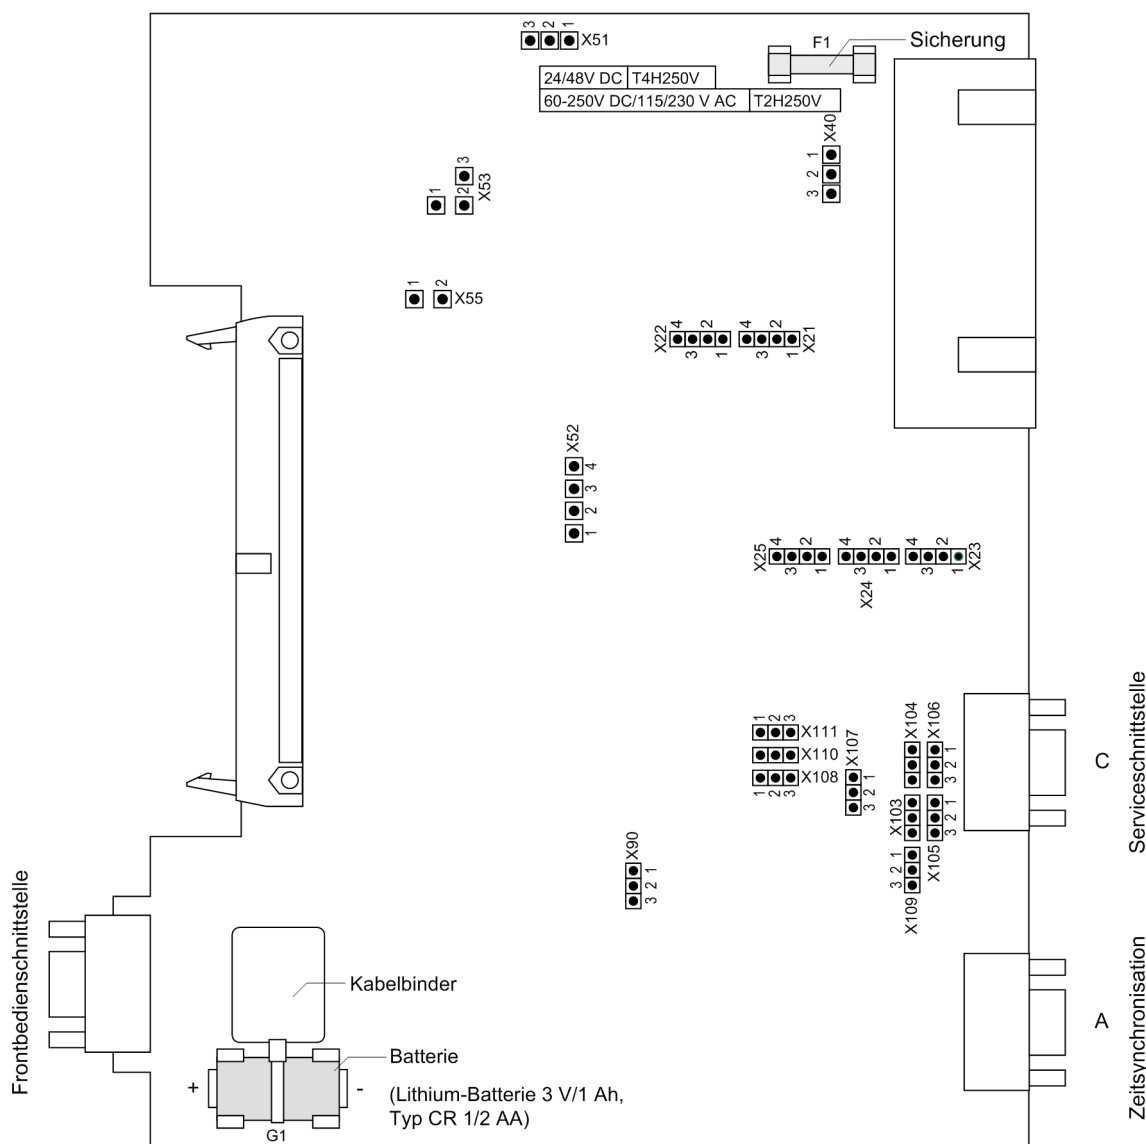 3 2 1 X51
F1
Sicherung
24/48V DC T4H250V
60-250V DC/115/230 V AC T2H250V
X40
1
2
3
3
1 2
X53
1 2 X55
X22 4 3 2 1
4 3 2 1 X21
X52
4
3
2
1
X25 4 3 2 1
4 3 2 1
X24
4 3 2 1 X23
1 2 3
X111
X110
X108
1 2 3
X107
1
2
3
X104
X106
1
2
3
X103
1
2
3
X105
1
2
3
X109
X90
1
2
3
C
Serviceschnittstelle
A
Zeitsynchronisation
Frontbedienschnittstelle
Kabelbinder
Batterie
+ -
(Lithium-Batterie 3 V/1 Ah,
Typ CR 1/2 AA)
G1